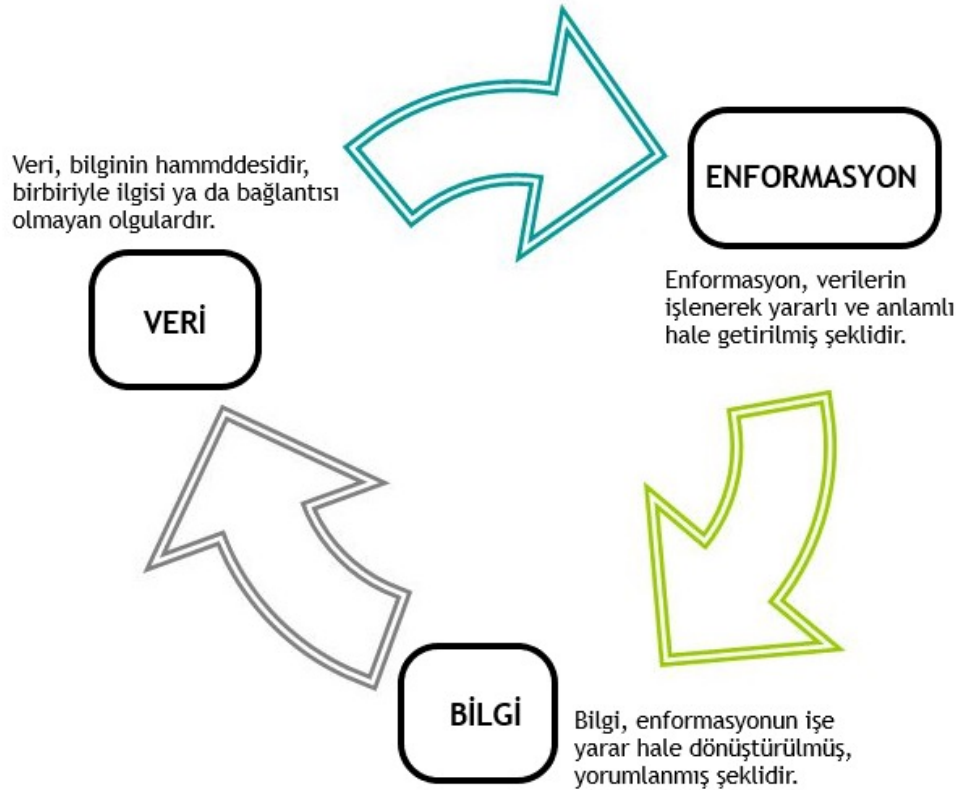 Veri, bilginin hammddesidir,
birbiriyle ilgisi ya da bağlantısı
olmayan olgulardır.
VERİ
ENFORMASYON
Enformasyon, verilerin
işlenerek yararlı ve anlamlı
hale getirilmiş şeklidir.
BİLGİ
Bilgi, enformasyonun işe
yarar hale dönüştürülmüş,
yorumlanmış şeklidir.